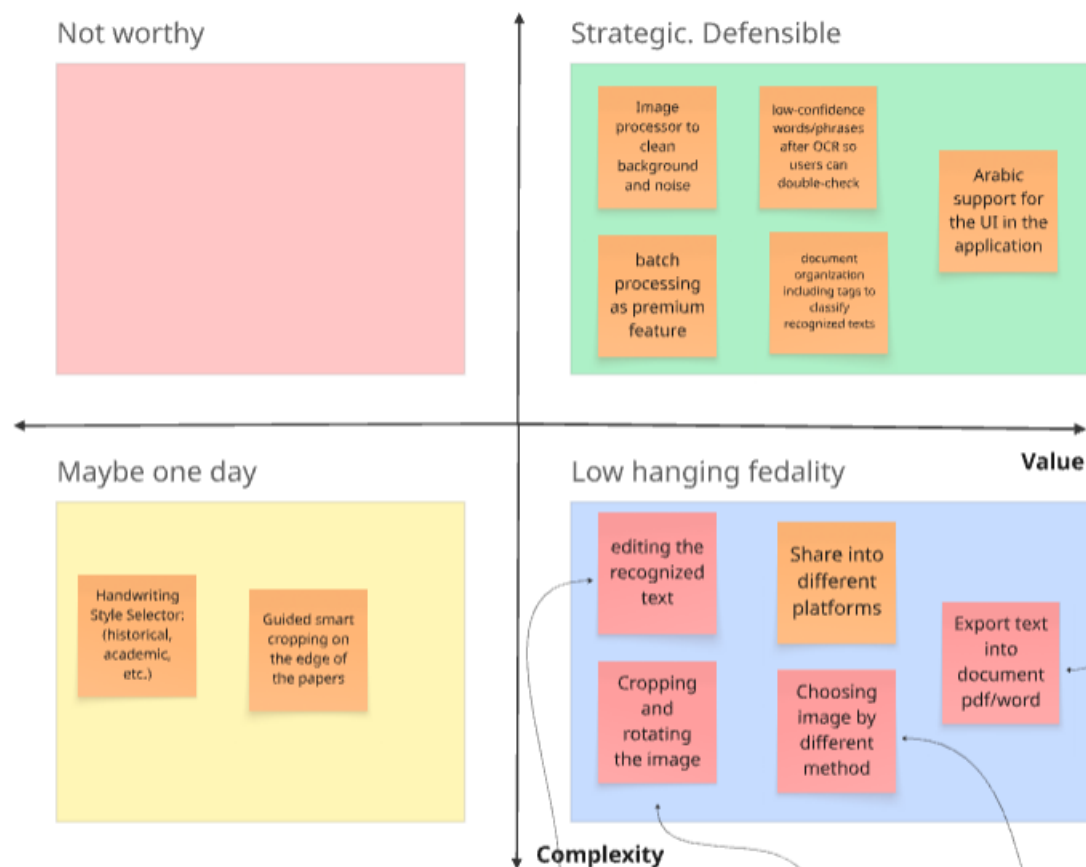 Not worthy
Strategic. Defensible
Image
processor to
clean
background
and noise
low-confidence
words/phrases
after OCR so
users can
double-check
Arabic
support for
the UI in the
application
batch
processing
as premium
feature
document
organization
including tags to
classify
recognized texts
Value
Maybe one day
Low hanging fedality
Handwriting
Style Selector:
(historical,
academic,
etc.)
Guided smart
cropping on
the edge of
the papers
editing the
recognized
text
Share into
different
platforms
Export text
into
document
pdf/word
Cropping
and
rotating
the image
Choosing
image by
different
method
Complexity